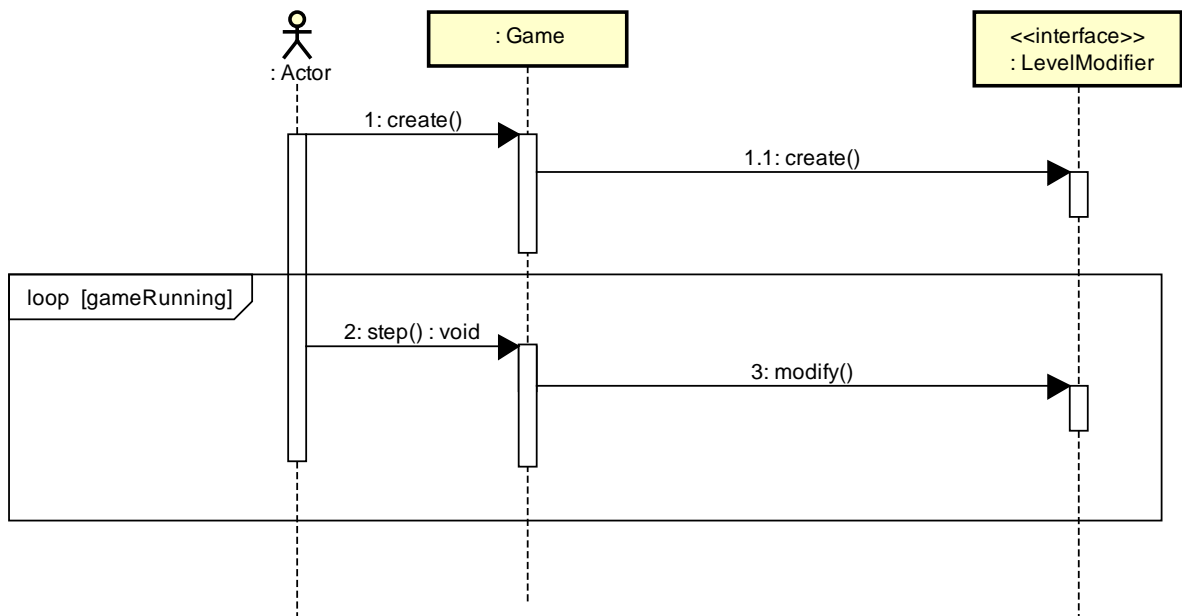 : Actor
: Game
<<interface>>
: LevelModifier
1: create()
1.1: create()
loop [gameRunning]
2: step() : void
3: modify()